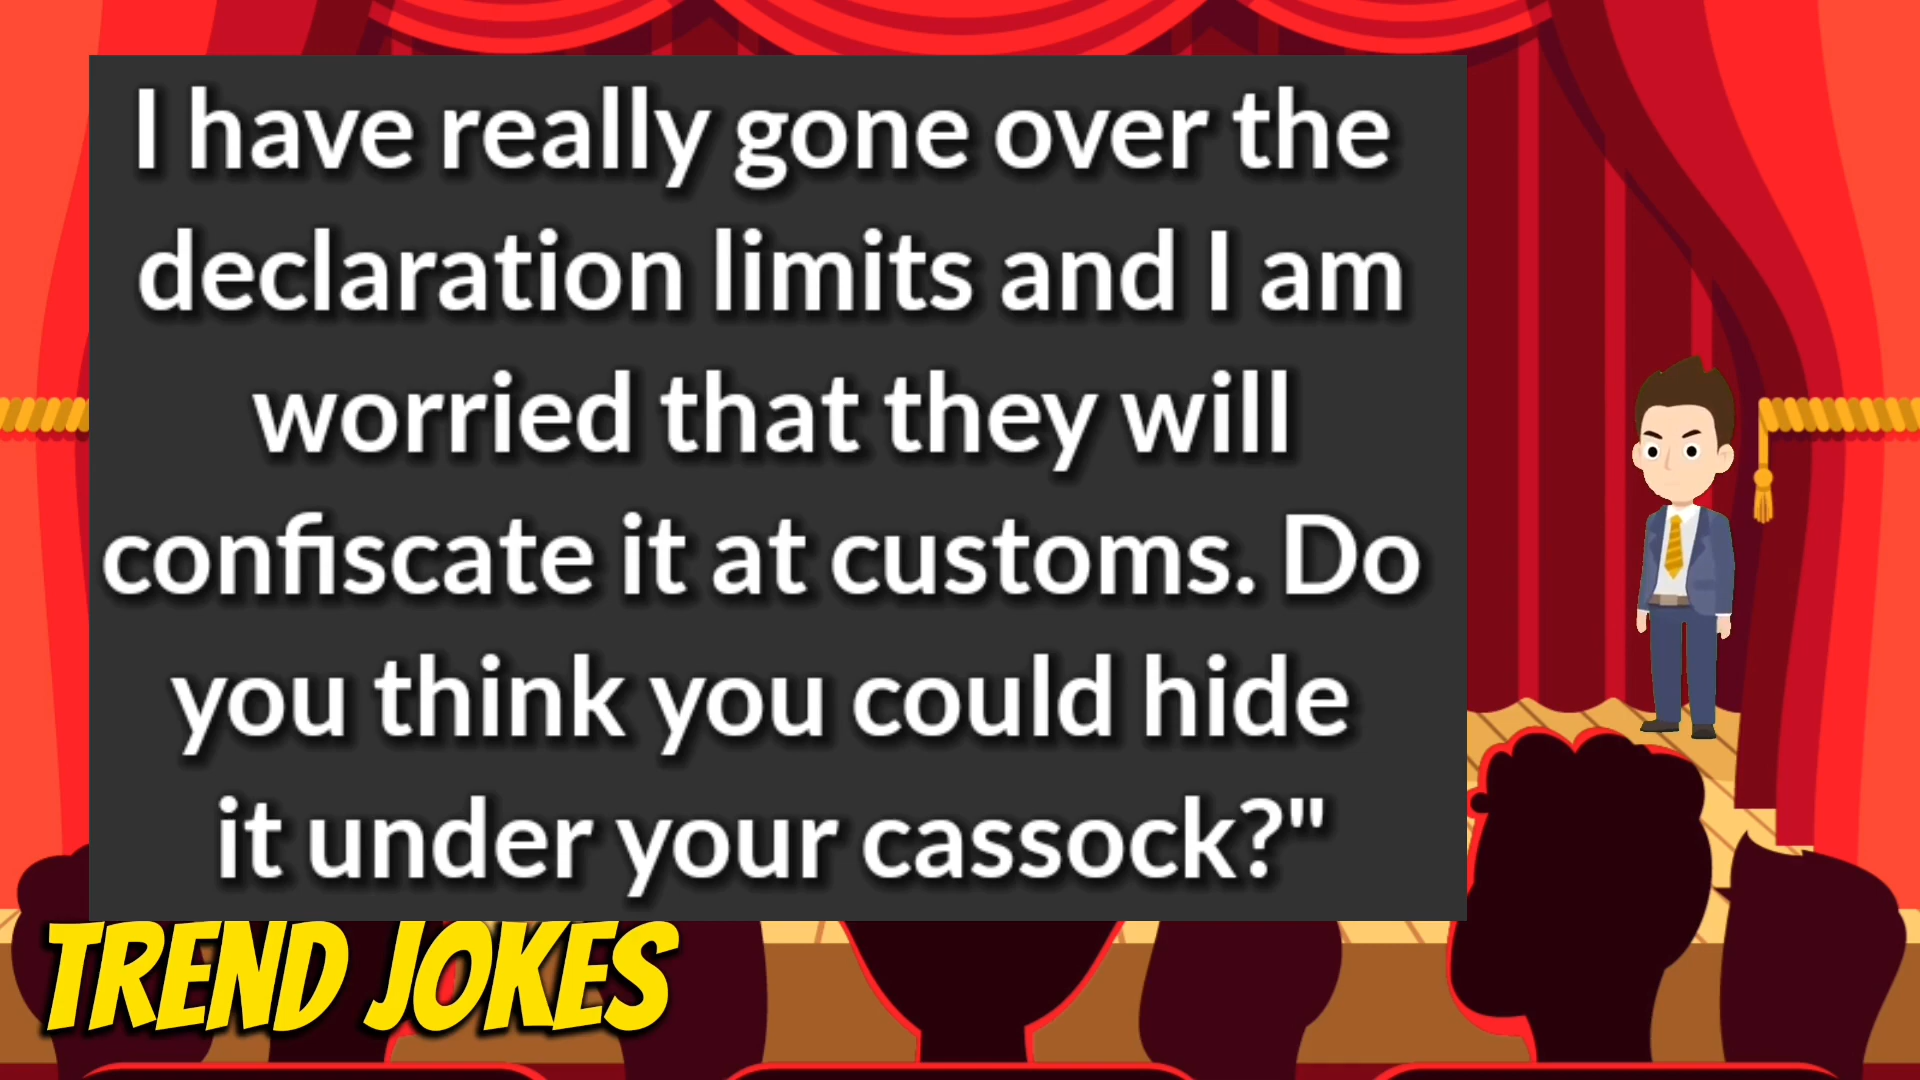 I have really gone over the
declaration limits and I am
worried that they will
confiscate it at customs. Do
you think you could hide
it under your cassock?"
TREND JOKES